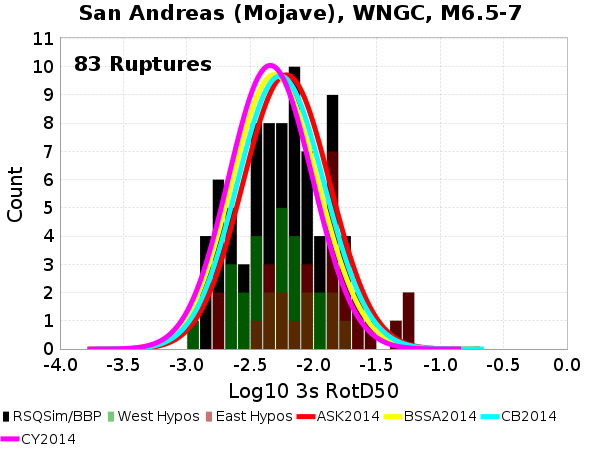 San Andreas (Mojave), WNGC, M6.5-7
83 Ruptures
11
10
9
8
7
6
5
4
3
2
1
0
Count
-4.0 -3.5 -3.0 -2.5 -2.0 -1.5 -1.0 -0.5 0.0
Log10 3s RotD50
RSQSim/BBP West Hypos East Hypos ASK2014 BSSA2014 CB2014
CY2014